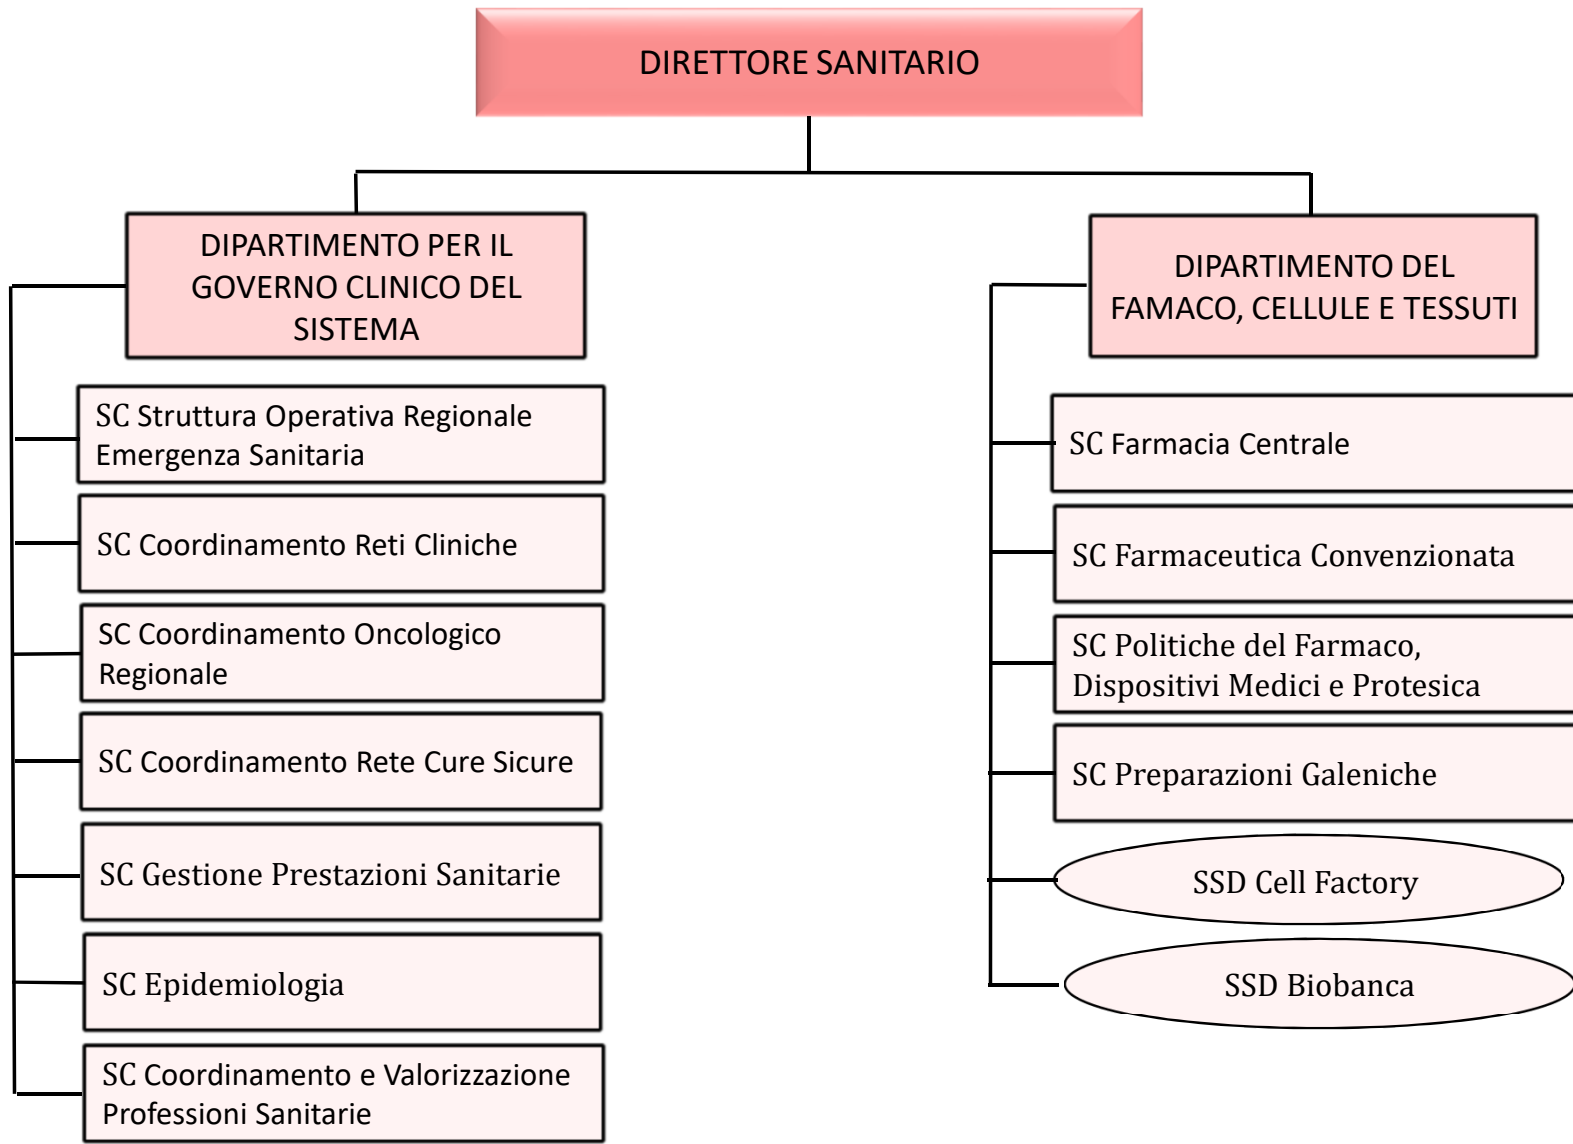 DIRETTORE SANITARIO
DIPARTIMENTO PER IL
GOVERNO CLINICO DEL
SISTEMA
SC Struttura Operativa Regionale
Emergenza Sanitaria
SC Coordinamento Reti Cliniche
SC Coordinamento Oncologico
Regionale
SC Coordinamento Rete Cure Sicure
SC Gestione Prestazioni Sanitarie
SC Epidemiologia
SC Coordinamento e Valorizzazione
Professioni Sanitarie
DIPARTIMENTO DEL
FAMACO, CELLULE E TESSUTI
SC Farmacia Centrale
SC Farmaceutica Convenzionata
SC Politiche del Farmaco,
Dispositivi Medici e Protesica
SC Preparazioni Galeniche
SSD Cell Factory
SSD Biobanca